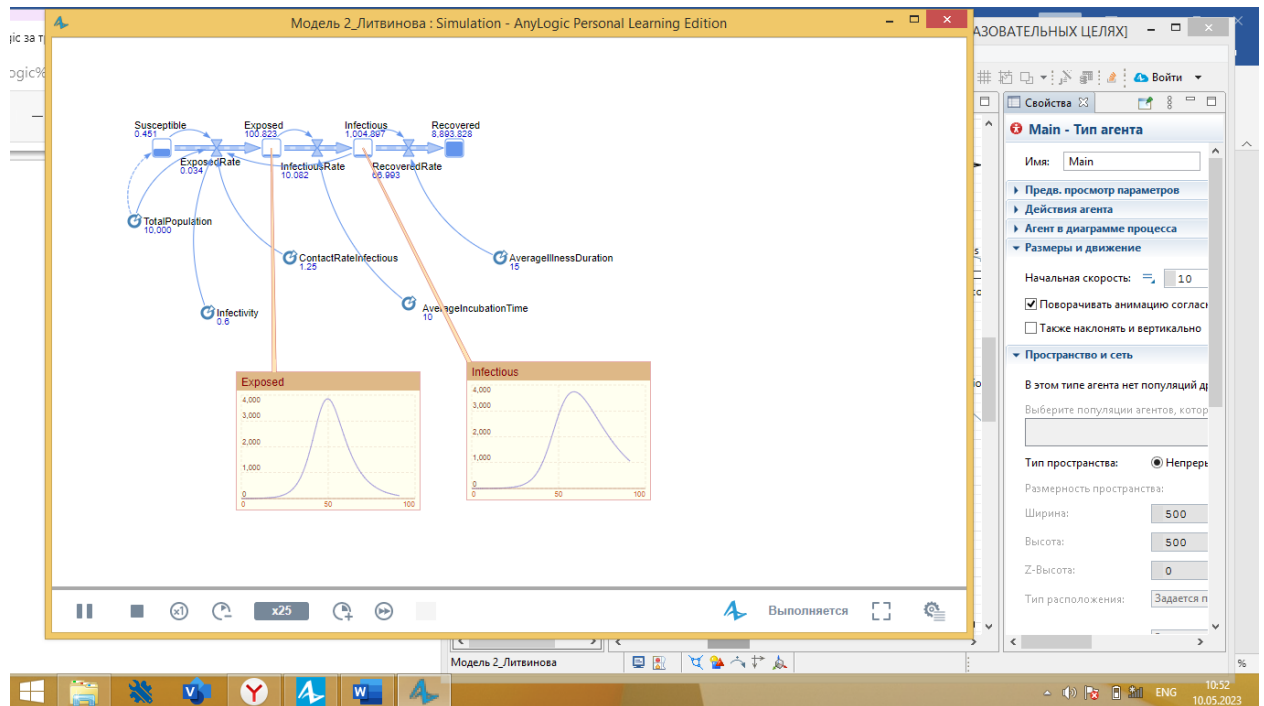 Модель 2_Литвинова : Simulation - AnyLogic Personal Learning Edition
gic за т
ogic%
АЗОВАТЕЛЬНЫХ ЦЕЛЯХ]
Войти
Susceptible
0.451
Exposed
100.823
Infectious
1,004.897
Recovered
8,893.828
ExposedRate
0.034
InfectiousRate
10.082
RecoveredRate
66.993
TotalPopulation
10,000
ContactRateInfectious
1.25
AverageIllnessDuration
15
Infectivity
0.6
AverageIncubationTime
10
Exposed
4,000
3,000
2,000
1,000
0
0 50 100
Infectious
4,000
3,000
2,000
1,000
0
0 50 100
x1
x25
Выполняется
Свойства
Main - Тип агента
Имя: Main
Предв. просмотр параметров
Действия агента
Агент в диаграмме процесса
Размеры и движение
Начальная скорость: 10
Поворачивать анимацию согласн
Также наклонять и вертикально
Пространство и сеть
В этом типе агента нет популяций др
Выберите популяции агентов, котор
Тип пространства: Непреры
Размерность пространства:
Ширина: 500
Высота: 500
Z-Высота: 0
Тип расположения: Задается п
Модель 2_Литвинова
%
ENG
10:52
10.05.2023